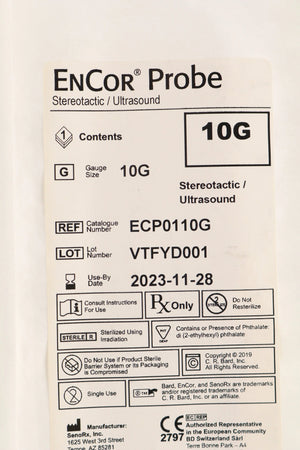 ENCOR® Probe
Stereotactic / Ultrasound
1 Contents
10G
G Gauge Size 10G
Stereotactic /
Ultrasound
REF Catalogue Number ECP0110G
LOT Lot Number VTFYD001
Use-By Date 2023-11-28
Consult Instructions
For Use
Rx Only
Do Not
Resterilize
STERILE R
Sterilized Using
Irradiation
Contains or Presence of Phthalate:
di (2-ethylhexyl) phthalate
Do Not Use if Product Sterile
Barrier System or its Packaging
is Compromised
Copyright © 2019
C. R. Bard, Inc.
All Rights Reserved.
Single Use
Bard, EnCor, and SenoRx are trademarks
and/or registered trademarks of
C. R. Bard, Inc. or an affiliate.
Manufacturer:
SenoRx, Inc.
1625 West 3rd Street
Tempe, AZ 85281
CE
2797
EC REP
Authorized Representative
in the European Community
BD Switzerland Sàrl
Terre Bonne Park – A4